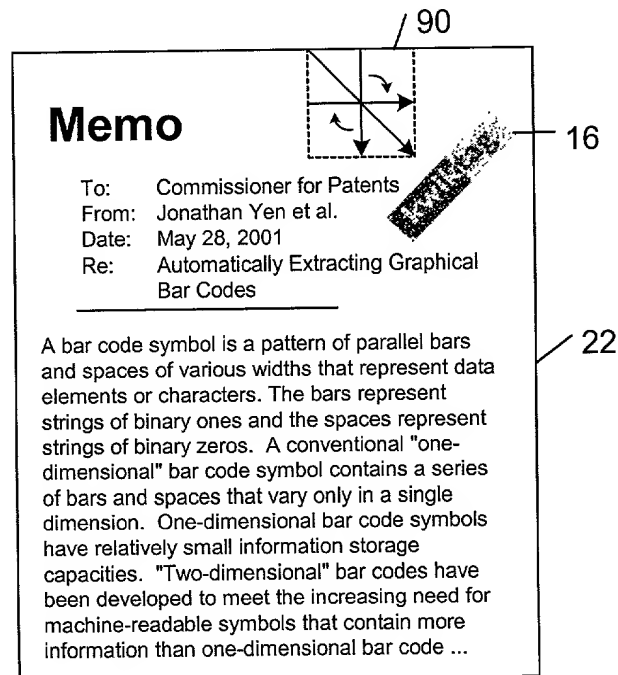 90
Memo
16
kwiktag
To: Commissioner for Patents
From: Jonathan Yen et al.
Date: May 28, 2001
Re: Automatically Extracting Graphical
Bar Codes
22
A bar code symbol is a pattern of parallel bars
and spaces of various widths that represent data
elements or characters. The bars represent
strings of binary ones and the spaces represent
strings of binary zeros. A conventional "one-
dimensional" bar code symbol contains a series
of bars and spaces that vary only in a single
dimension. One-dimensional bar code symbols
have relatively small information storage
capacities. "Two-dimensional" bar codes have
been developed to meet the increasing need for
machine-readable symbols that contain more
information than one-dimensional bar code ...